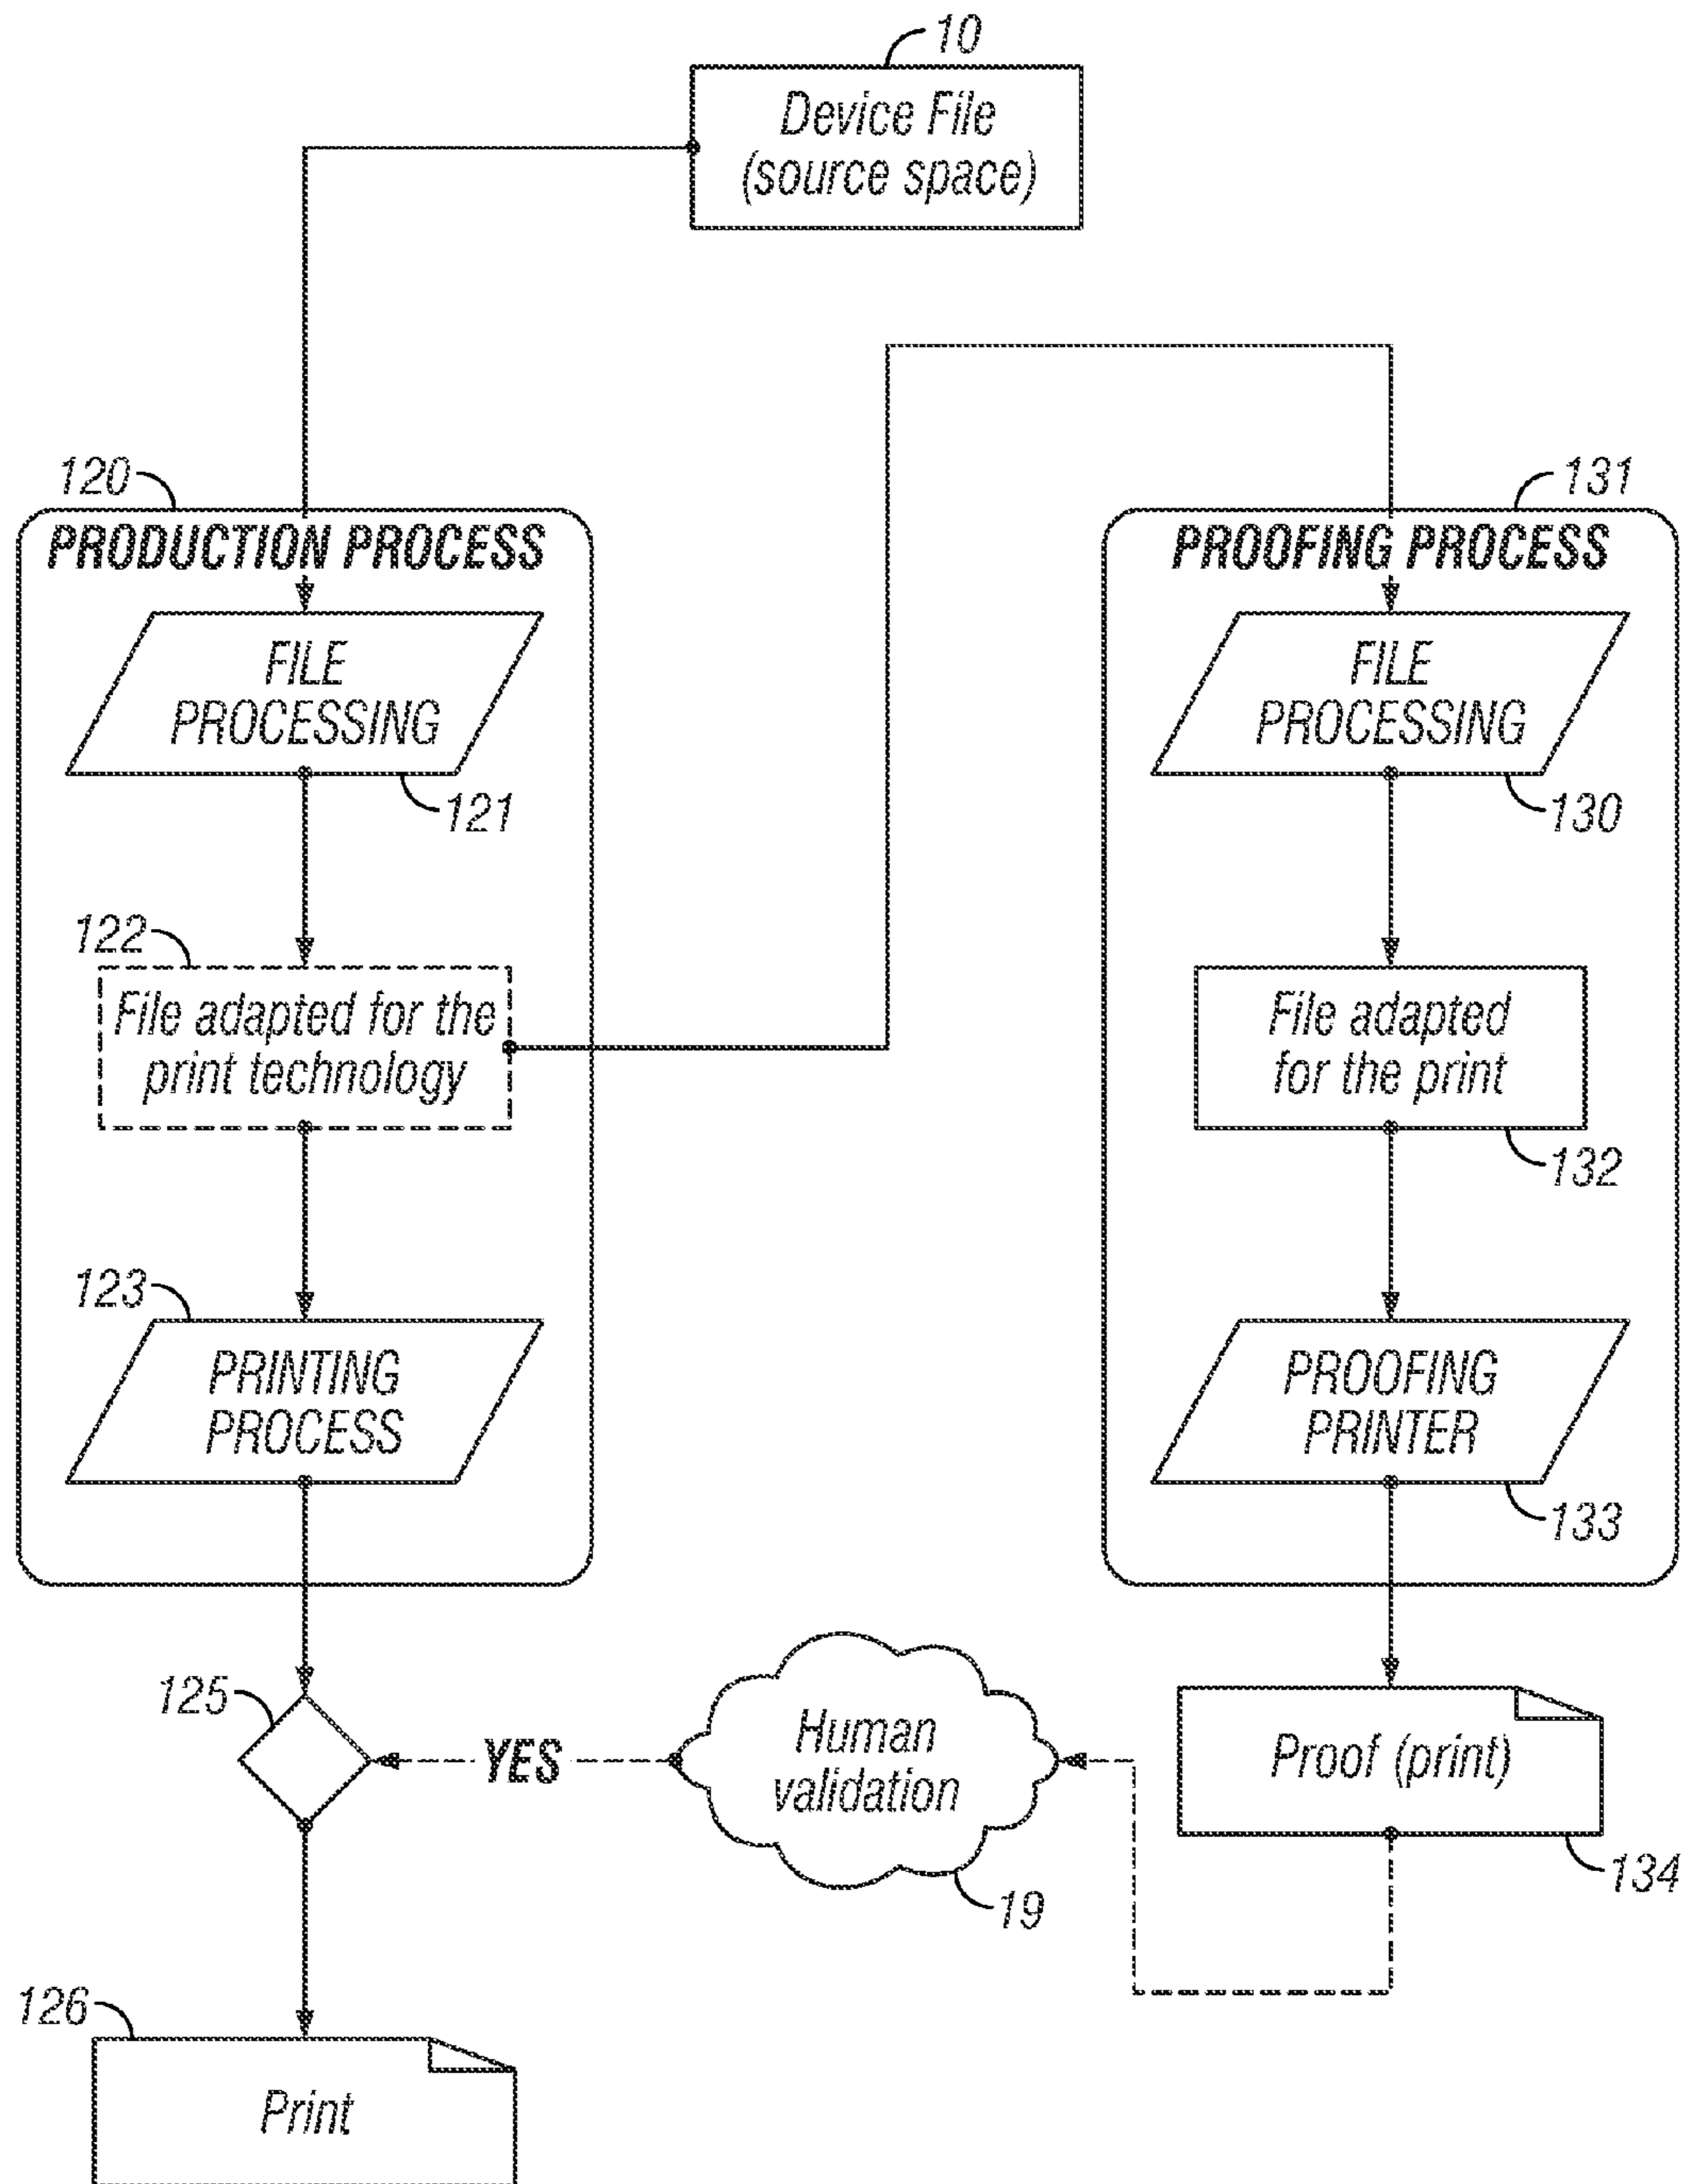 10
Device File
(source space)
120
PRODUCTION PROCESS
FILE
PROCESSING
121
122
File adapted for the
print technology
123
PRINTING
PROCESS
131
PROOFING PROCESS
FILE
PROCESSING
130
File adapted
for the print
132
PROOFING
PRINTER
133
125
YES
Human
validation
19
Proof (print)
134
126
Print